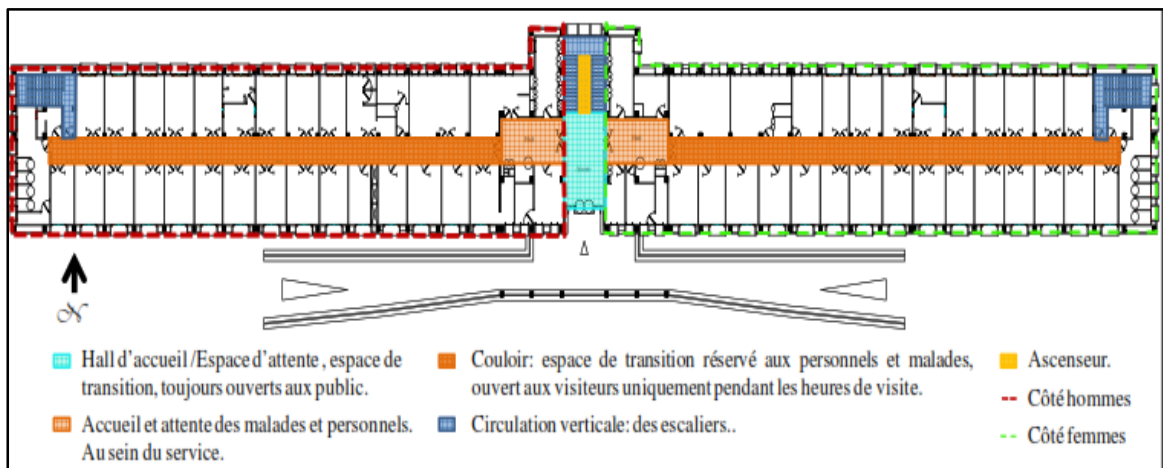 N
Hall d'accueil /Espace d'attente , espace de
transition, toujours ouverts aux public.
Accueil et attente des malades et personnels.
Au sein du service.
Couloir: espace de transition réservé aux personnels et malades,
ouvert aux visiteurs uniquement pendant les heures de visite.
Circulation verticale: des escaliers..
Ascenseur.
Côté hommes
Côté femmes